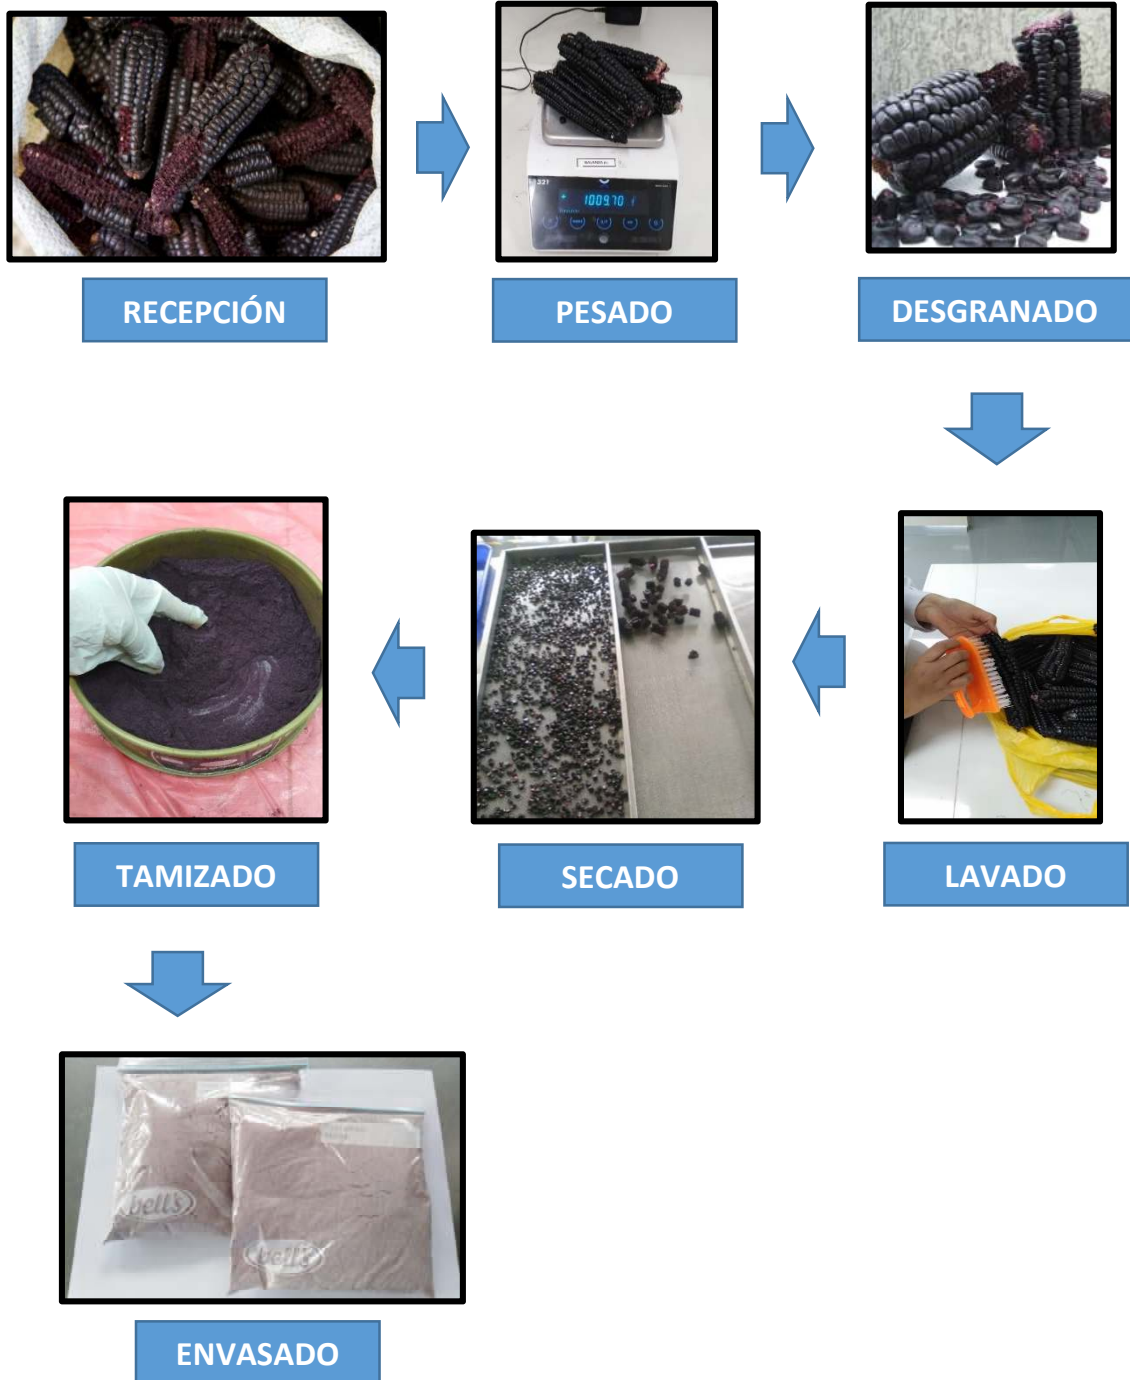 1009.70
RECEPCIÓN
PESADO
DESGRANADO
TAMIZADO
SECADO
LAVADO
bell's
bell's
ENVASADO